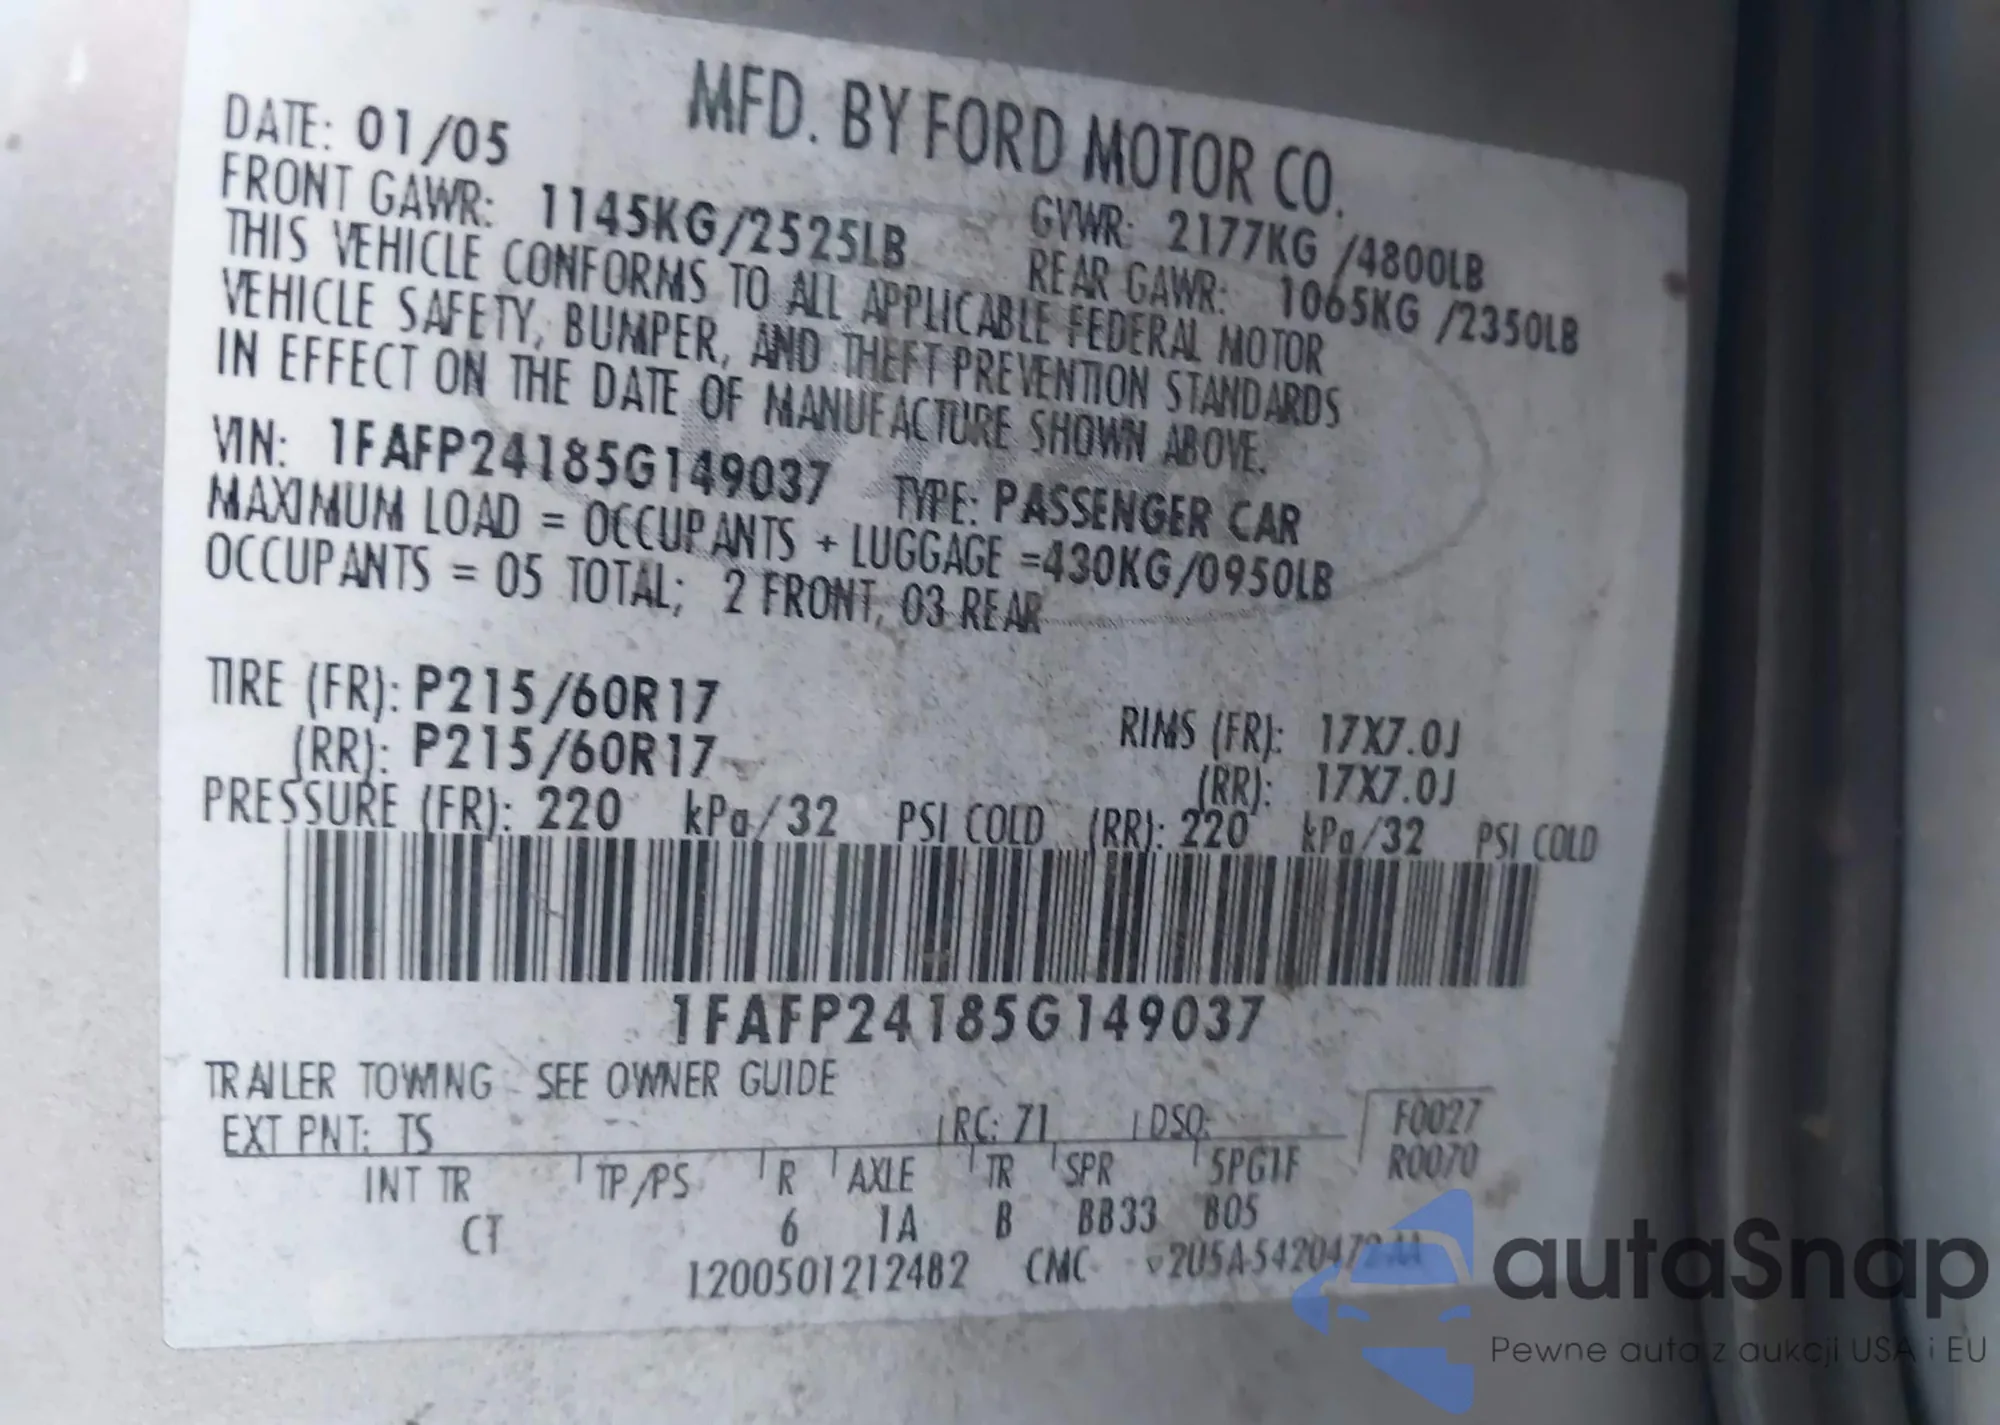 MFD. BY FORD MOTOR CO.
DATE: 01/05
GVWR: 2177KG /4800LB
FRONT GAWR: 1145KG/2525LB
REAR GAWR: 1065KG /2350LB
THIS VEHICLE CONFORMS TO ALL APPLICABLE FEDERAL MOTOR
VEHICLE SAFETY, BUMPER, AND THEFT PREVENTION STANDARDS
IN EFFECT ON THE DATE OF MANUFACTURE SHOWN ABOVE.
VIN: 1FAFP24185G149037 TYPE: PASSENGER CAR
MAXIMUM LOAD = OCCUPANTS + LUGGAGE =430KG/0950LB
OCCUPANTS = 05 TOTAL; 2 FRONT, 03 REAR
TIRE (FR): P215/60R17 RIMS (FR): 17X7.0J
(RR): P215/60R17 (RR): 17X7.0J
PRESSURE (FR): 220 kPa/32 PSI COLD (RR): 220 kPa/32 PSI COLD
1FAFP24185G149037
TRAILER TOWING - SEE OWNER GUIDE
EXT PNT: TS RC: 71 DSO: F0027
R0070
INT TR TP/PS R AXLE TR SPR 5PGTF
CT 6 1A B BB33 B05
1200501212482 CMC
autaSnap
Pewne auta z aukcji USA i EU